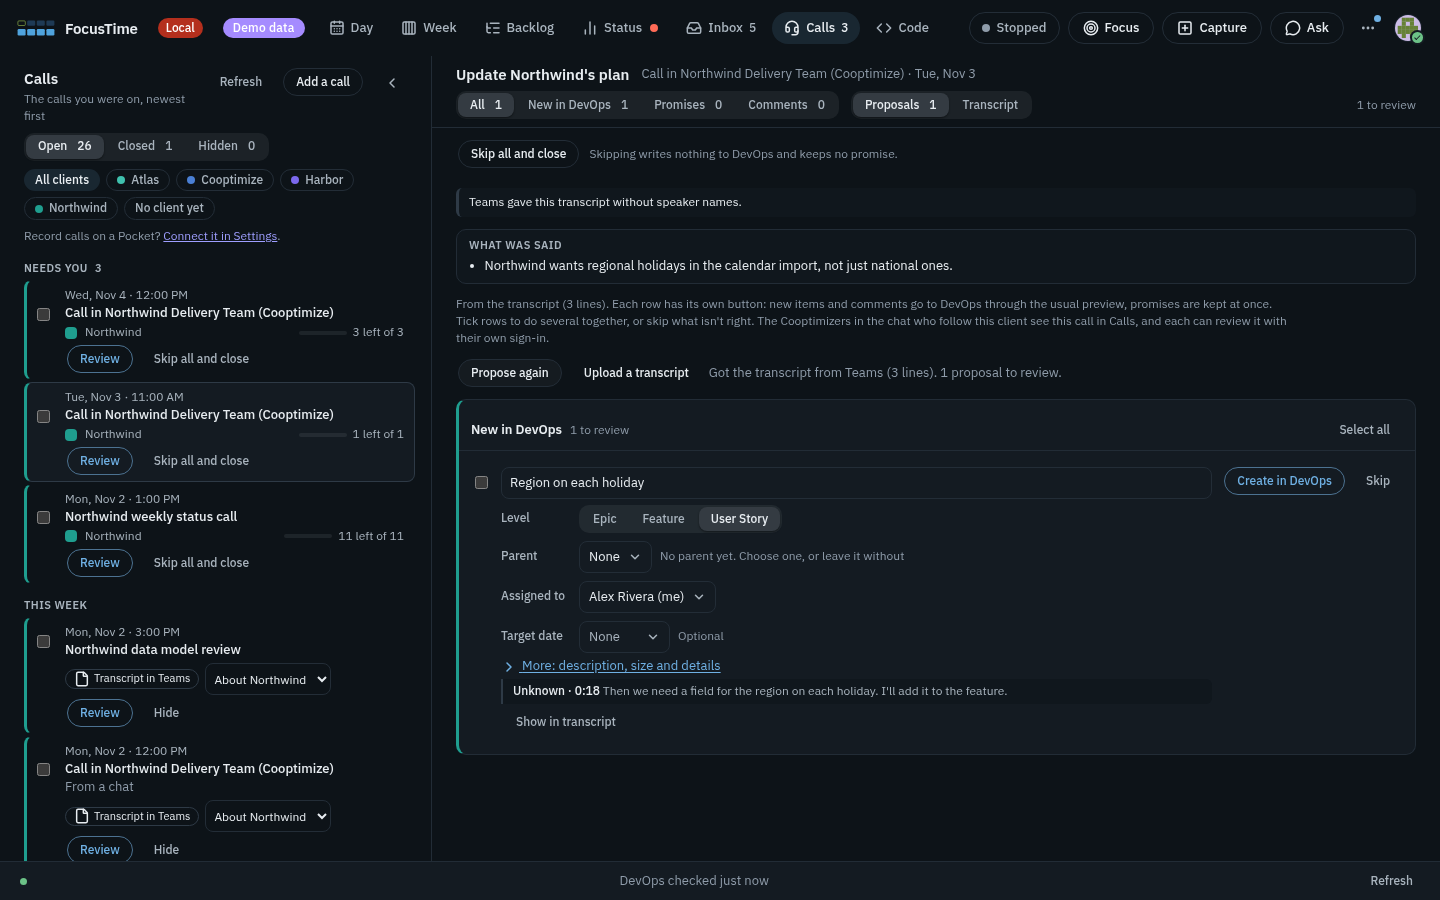 FocusTime
Local
Demo data
Day
Week
Backlog
Status
Inbox 5
Calls 3
Code
Stopped
Focus
Capture
Ask
Calls
Refresh
Add a call
The calls you were on, newest
first
Open 26
Closed 1
Hidden 0
All clients
Atlas
Cooptimize
Harbor
Northwind
No client yet
Record calls on a Pocket? Connect it in Settings.
NEEDS YOU 3
Wed, Nov 4 · 12:00 PM
Call in Northwind Delivery Team (Cooptimize)
Northwind
3 left of 3
Review
Skip all and close
Tue, Nov 3 · 11:00 AM
Call in Northwind Delivery Team (Cooptimize)
Northwind
1 left of 1
Review
Skip all and close
Mon, Nov 2 · 1:00 PM
Northwind weekly status call
Northwind
11 left of 11
Review
Skip all and close
THIS WEEK
Mon, Nov 2 · 3:00 PM
Northwind data model review
Transcript in Teams
About Northwind
Review
Hide
Mon, Nov 2 · 12:00 PM
Call in Northwind Delivery Team (Cooptimize)
From a chat
Transcript in Teams
About Northwind
Review
Hide
Update Northwind's plan
Call in Northwind Delivery Team (Cooptimize) · Tue, Nov 3
All 1
New in DevOps 1
Promises 0
Comments 0
Proposals 1
Transcript
1 to review
Skip all and close
Skipping writes nothing to DevOps and keeps no promise.
Teams gave this transcript without speaker names.
WHAT WAS SAID
• Northwind wants regional holidays in the calendar import, not just national ones.
From the transcript (3 lines). Each row has its own button: new items and comments go to DevOps through the usual preview, promises are kept at once.
Tick rows to do several together, or skip what isn't right. The Cooptimizers in the chat who follow this client see this call in Calls, and each can review it with
their own sign-in.
Propose again
Upload a transcript
Got the transcript from Teams (3 lines). 1 proposal to review.
New in DevOps 1 to review
Select all
Region on each holiday
Create in DevOps
Skip
Level
Epic
Feature
User Story
Parent
None
No parent yet. Choose one, or leave it without
Assigned to
Alex Rivera (me)
Target date
None
Optional
More: description, size and details
Unknown · 0:18 Then we need a field for the region on each holiday. I'll add it to the feature.
Show in transcript
DevOps checked just now
Refresh